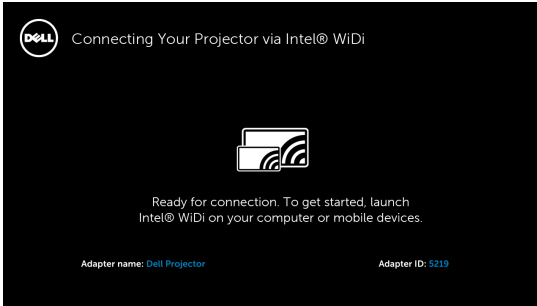 DELL
Connecting Your Projector via Intel® WiDi
Ready for connection. To get started, launch
Intel® WiDi on your computer or mobile devices.
Adapter name: Dell Projector
Adapter ID: 5219